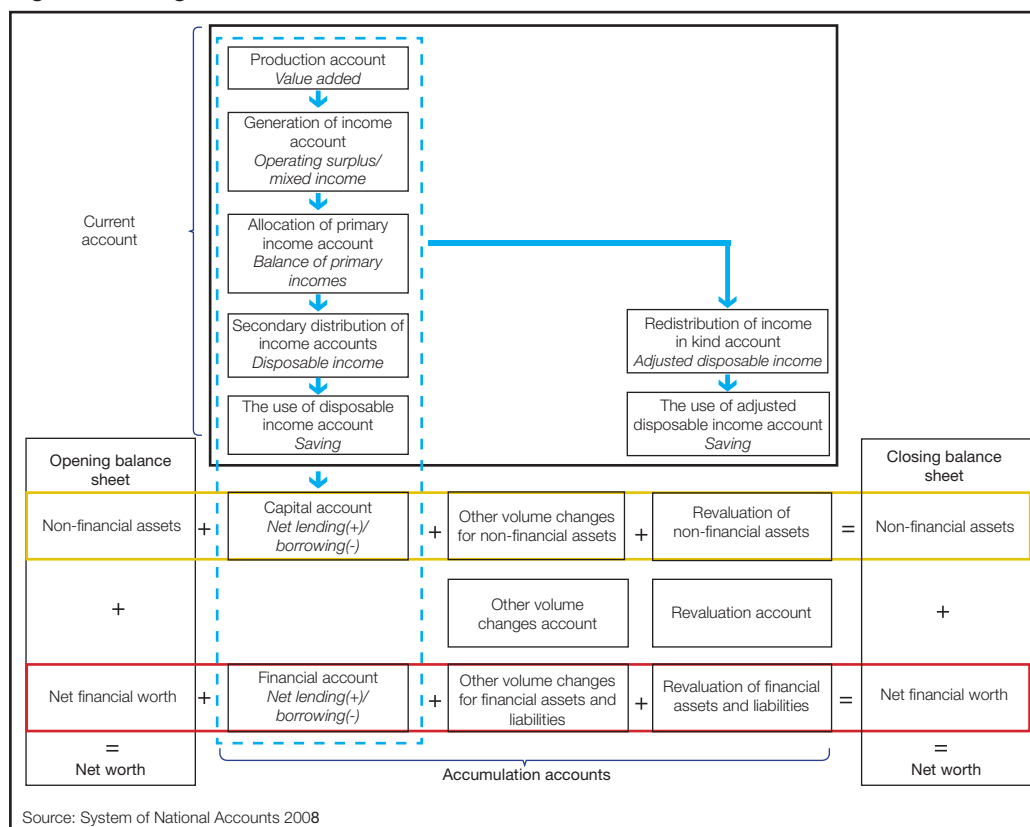 Production account
Value added
Generation of income
account
Operating surplus/
mixed income
Current
account
Allocation of primary
income account
Balance of primary
incomes
Secondary distribution of
income accounts
Disposable income
Redistribution of income
in kind account
Adjusted disposable income
The use of disposable
income account
Saving
The use of adjusted
disposable income account
Saving
Opening balance
sheet
Closing balance
sheet
Non-financial assets
+
Capital account
Net lending(+)/
borrowing(-)
+
Other volume changes
for non-financial assets
+
Revaluation of
non-financial assets
=
Non-financial assets
+
Other volume
changes account
Revaluation account
+
Net financial worth
+
Financial account
Net lending(+)/
borrowing(-)
+
Other volume changes
for financial assets and
liabilities
+
Revaluation of financial
assets and liabilities
=
Net financial worth
=
Net worth
Accumulation accounts
=
Net worth
Source: System of National Accounts 2008